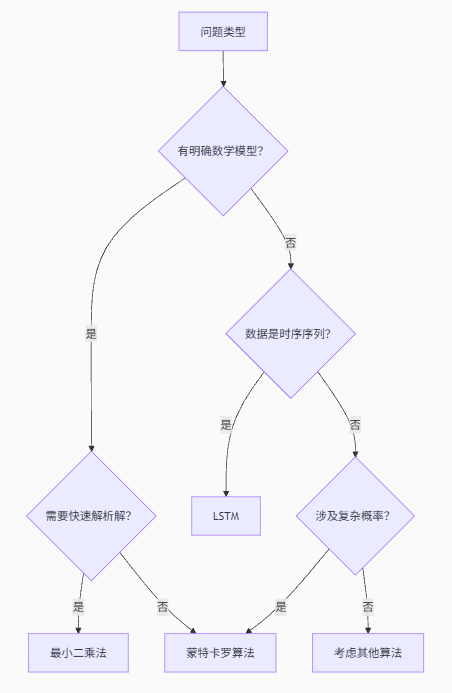 问题类型
有明确数学模型？
否
数据是时序序列？
是
是
否
需要快速解析解？
LSTM
涉及复杂概率？
是
否
是
否
最小二乘法
蒙特卡罗算法
考虑其他算法